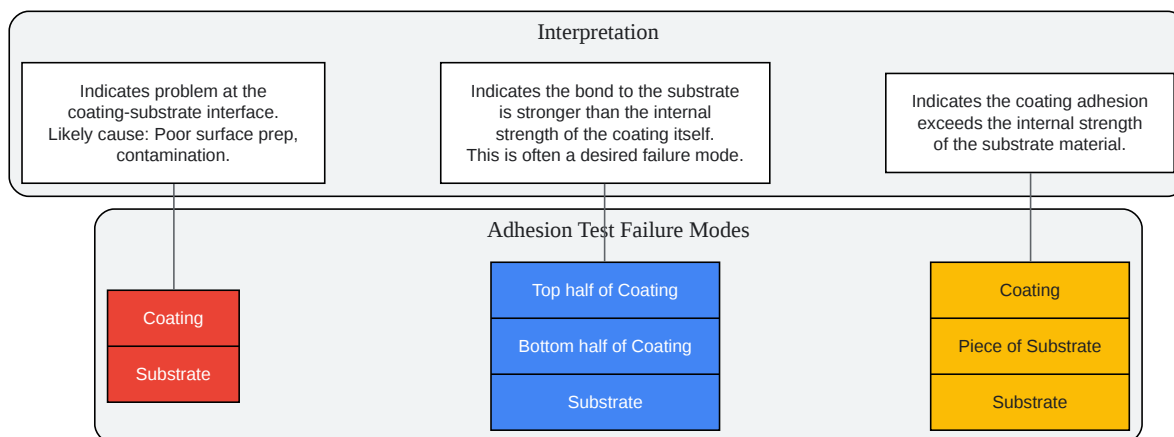 Interpretation
Indicates problem at the
coating-substrate interface.
Likely cause: Poor surface prep,
contamination.
Indicates the bond to the substrate
is stronger than the internal
strength of the coating itself.
This is often a desired failure mode.
Indicates the coating adhesion
exceeds the internal strength
of the substrate material.
Adhesion Test Failure Modes
Coating
Substrate
Top half of Coating
Bottom half of Coating
Substrate
Coating
Piece of Substrate
Substrate